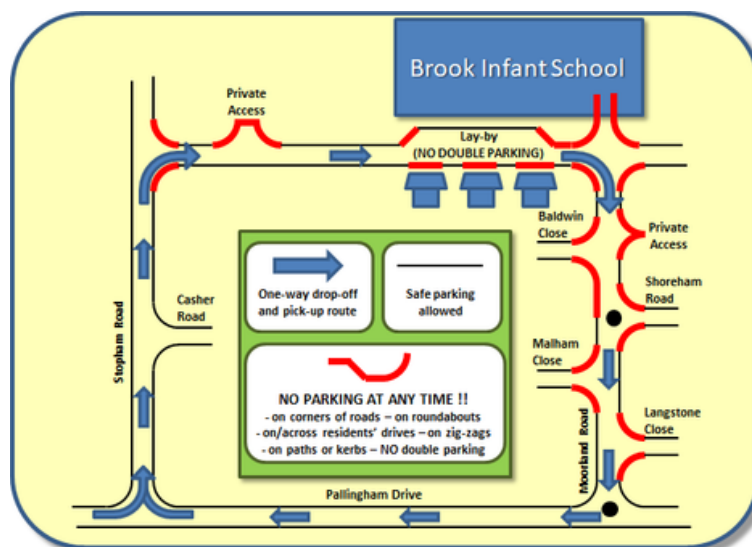 Brook Infant School
Private
Access
Lay-by
(NO DOUBLE PARKING)
Baldwin
Close
Private
Access
Shoreham
Road
Casher
Road
Stopham Road
One-way drop-off
and pick-up route
Safe parking
allowed
Malham
Close
NO PARKING AT ANY TIME !!
- on corners of roads – on roundabouts
- on/across residents' drives – on zig-zags
- on paths or kerbs – NO double parking
Langstone
Close
Moorland Road
Pallingham Drive